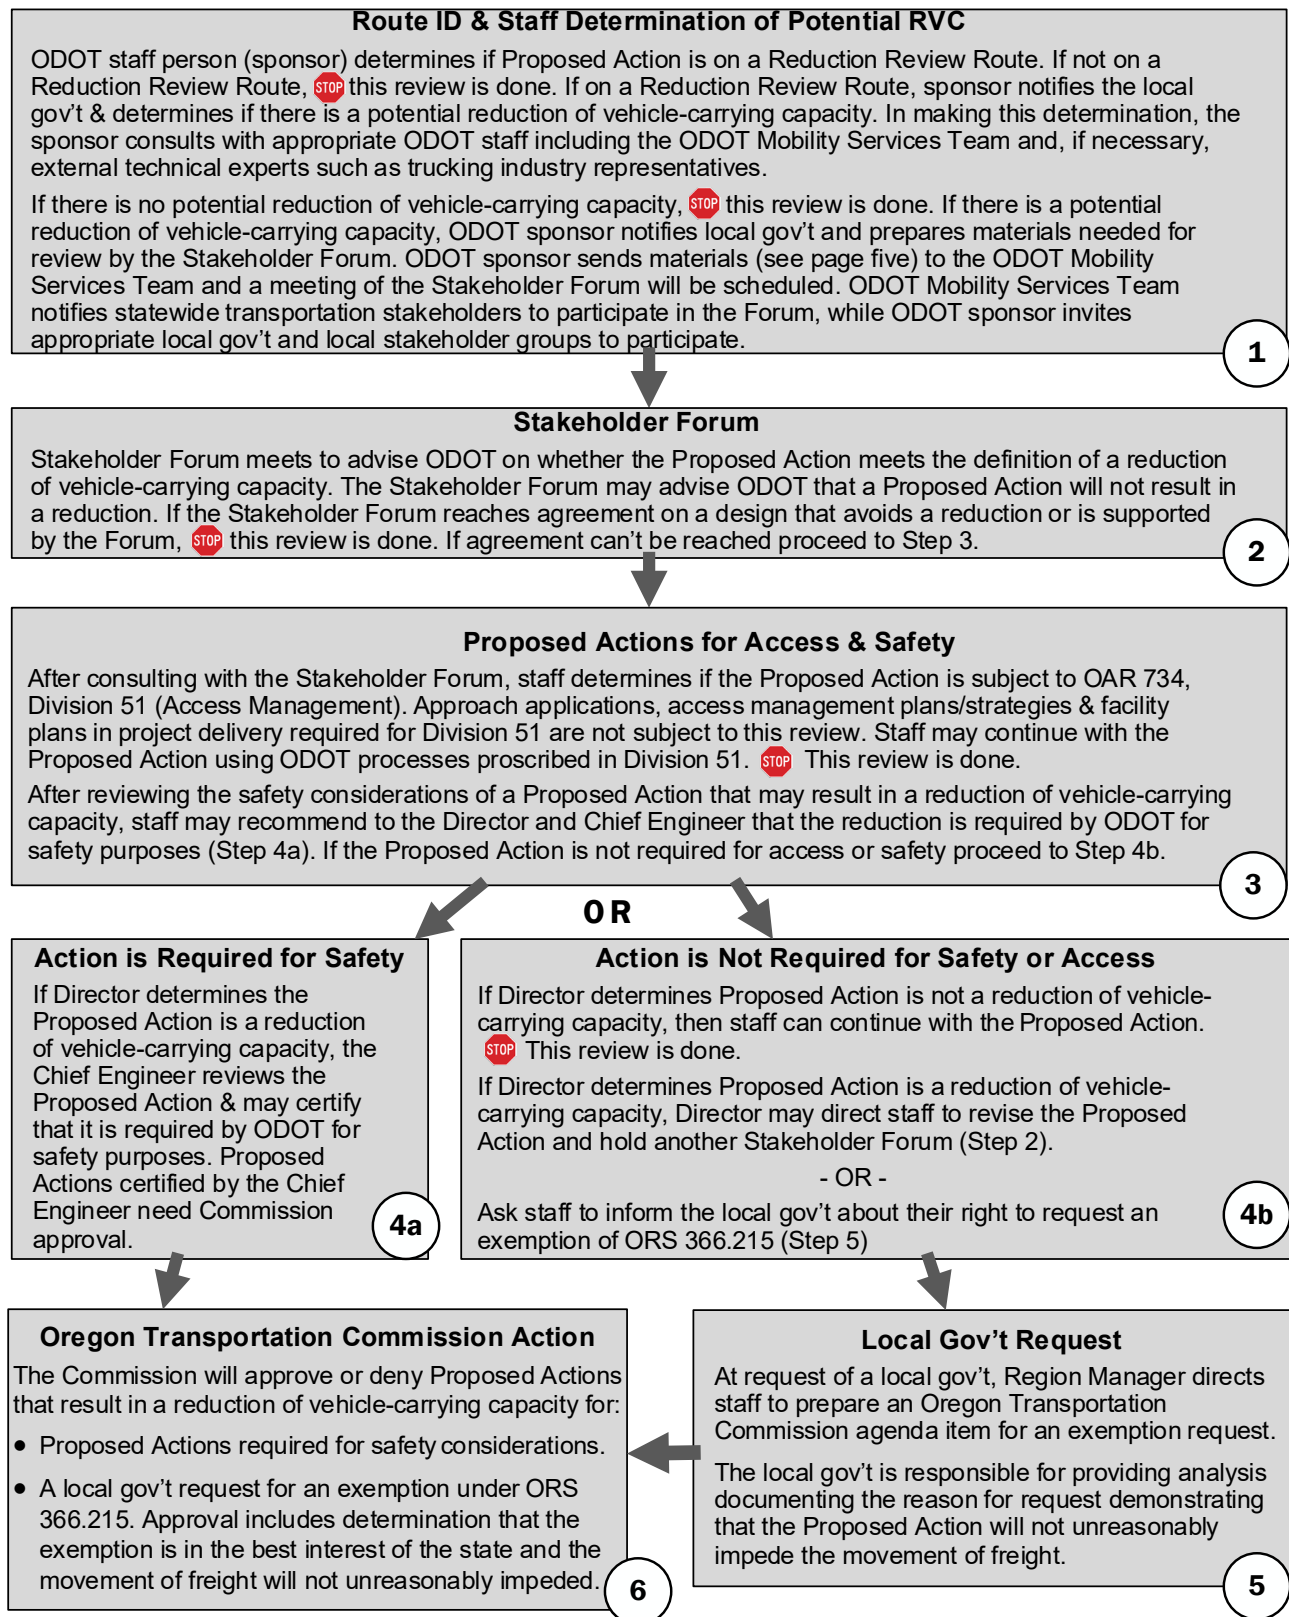 Route ID & Staff Determination of Potential RVC
ODOT staff person (sponsor) determines if Proposed Action is on a Reduction Review Route. If not on a
Reduction Review Route, STOP this review is done. If on a Reduction Review Route, sponsor notifies the local
gov't & determines if there is a potential reduction of vehicle-carrying capacity. In making this determination, the
sponsor consults with appropriate ODOT staff including the ODOT Mobility Services Team and, if necessary,
external technical experts such as trucking industry representatives.
If there is no potential reduction of vehicle-carrying capacity, STOP this review is done. If there is a potential
reduction of vehicle-carrying capacity, ODOT sponsor notifies local gov't and prepares materials needed for
review by the Stakeholder Forum. ODOT sponsor sends materials (see page five) to the ODOT Mobility
Services Team and a meeting of the Stakeholder Forum will be scheduled. ODOT Mobility Services Team
notifies statewide transportation stakeholders to participate in the Forum, while ODOT sponsor invites
appropriate local gov't and local stakeholder groups to participate.
1
Stakeholder Forum
Stakeholder Forum meets to advise ODOT on whether the Proposed Action meets the definition of a reduction
of vehicle-carrying capacity. The Stakeholder Forum may advise ODOT that a Proposed Action will not result in
a reduction. If the Stakeholder Forum reaches agreement on a design that avoids a reduction or is supported
by the Forum, STOP this review is done. If agreement can't be reached proceed to Step 3.
2
Proposed Actions for Access & Safety
After consulting with the Stakeholder Forum, staff determines if the Proposed Action is subject to OAR 734,
Division 51 (Access Management). Approach applications, access management plans/strategies & facility
plans in project delivery required for Division 51 are not subject to this review. Staff may continue with the
Proposed Action using ODOT processes proscribed in Division 51. STOP This review is done.
After reviewing the safety considerations of a Proposed Action that may result in a reduction of vehicle-carrying
capacity, staff may recommend to the Director and Chief Engineer that the reduction is required by ODOT for
safety purposes (Step 4a). If the Proposed Action is not required for access or safety proceed to Step 4b.
3
OR
Action is Required for Safety
If Director determines the
Proposed Action is a reduction
of vehicle-carrying capacity, the
Chief Engineer reviews the
Proposed Action & may certify
that it is required by ODOT for
safety purposes. Proposed
Actions certified by the Chief
Engineer need Commission
approval.
4a
Action is Not Required for Safety or Access
If Director determines Proposed Action is not a reduction of vehicle-
carrying capacity, then staff can continue with the Proposed Action.
STOP This review is done.
If Director determines Proposed Action is a reduction of vehicle-
carrying capacity, Director may direct staff to revise the Proposed
Action and hold another Stakeholder Forum (Step 2).
- OR -
Ask staff to inform the local gov't about their right to request an
exemption of ORS 366.215 (Step 5)
4b
Oregon Transportation Commission Action
The Commission will approve or deny Proposed Actions
that result in a reduction of vehicle-carrying capacity for:
• Proposed Actions required for safety considerations.
• A local gov't request for an exemption under ORS
366.215. Approval includes determination that the
exemption is in the best interest of the state and the
movement of freight will not unreasonably impeded.
6
Local Gov't Request
At request of a local gov't, Region Manager directs
staff to prepare an Oregon Transportation
Commission agenda item for an exemption request.
The local gov't is responsible for providing analysis
documenting the reason for request demonstrating
that the Proposed Action will not unreasonably
impede the movement of freight.
5